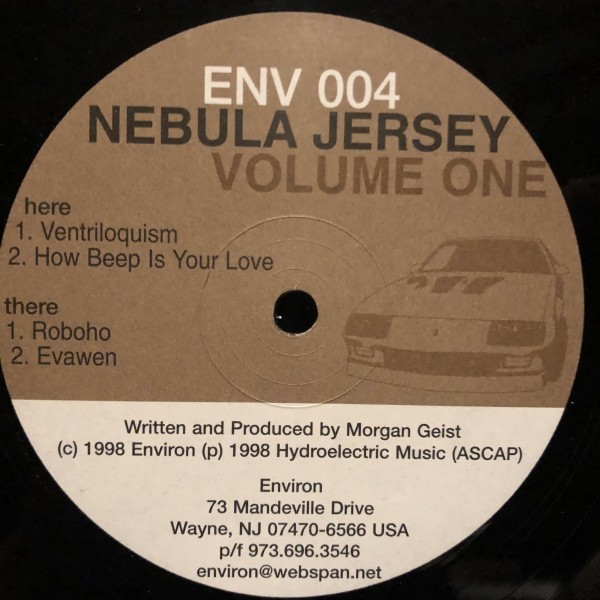 ENV 004
NEBULA JERSEY
VOLUME ONE
here
1. Ventriloquism
2. How Beep Is Your Love
there
1. Roboho
2. Evawen
Written and Produced by Morgan Geist
(c) 1998 Environ (p) 1998 Hydroelectric Music (ASCAP)
Environ
73 Mandeville Drive
Wayne, NJ 07470-6566 USA
p/f 973.696.3546
environ@webspan.net